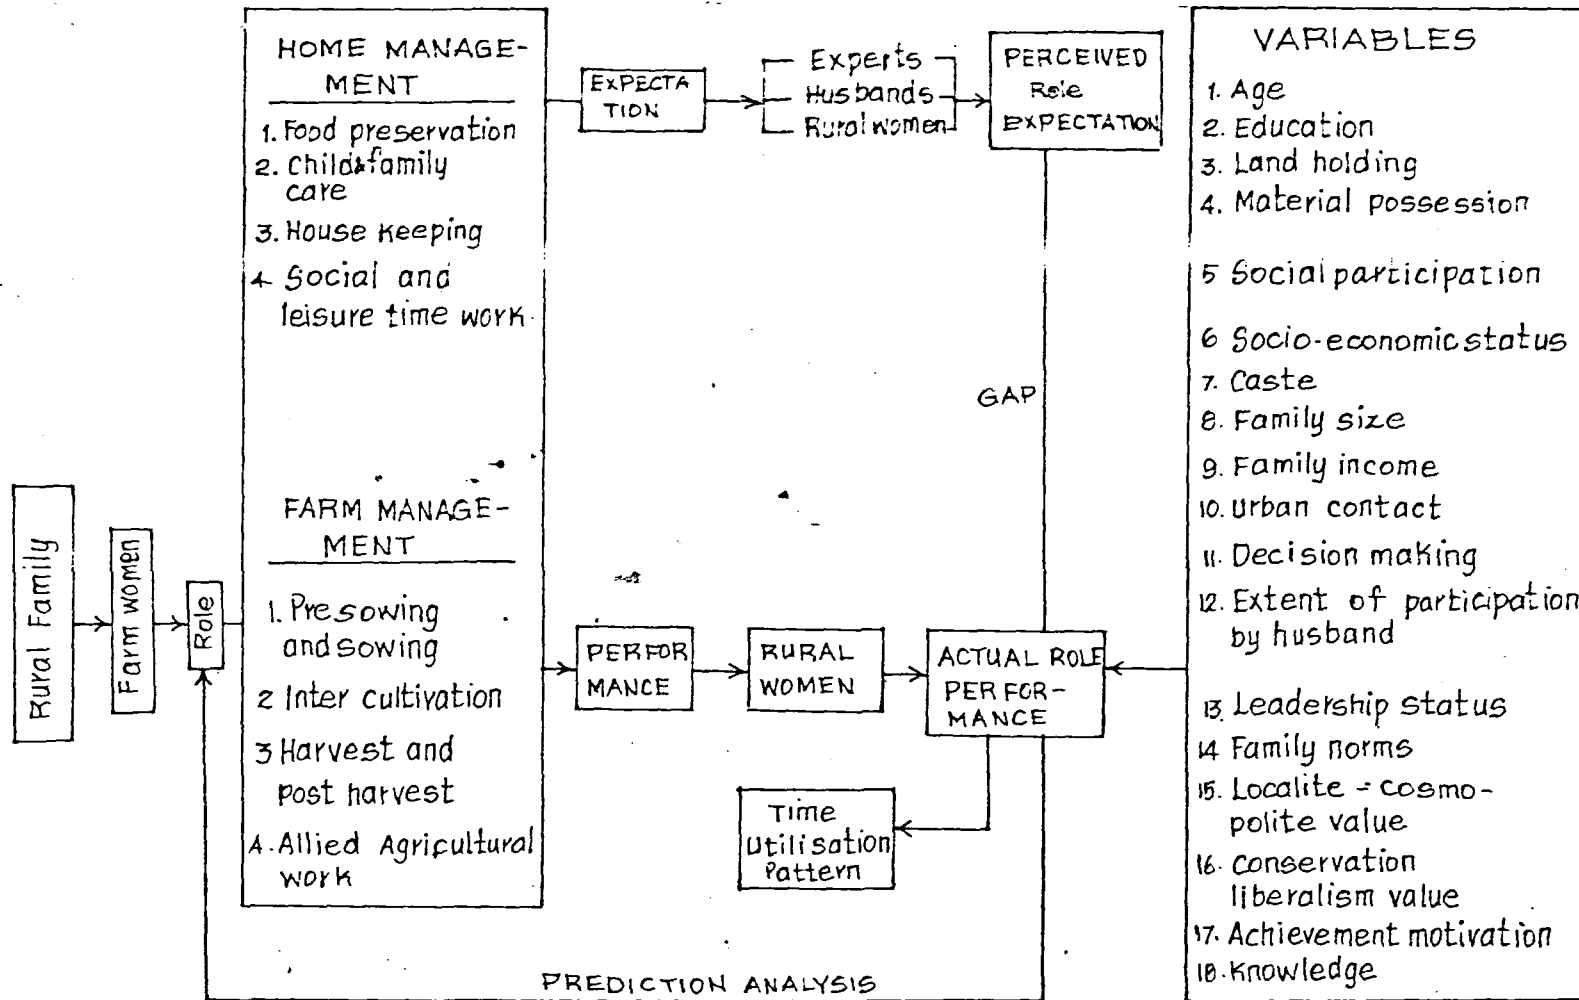 Rural Family
Farm women
Role
HOME MANAGE-
MENT
1. Food preservation
2. Child & family
care
3. House keeping
4 Social and
leisure time work.
FARM MANAGE-
MENT
1. Presowing
and sowing
2 Inter cultivation
3 Harvest and
post harvest
4. Allied Agricultural
work
EXPECTA
TION
Experts
Husbands
Rural women
PERCEIVED
Role
EXPECTATION
GAP
PERFOR
MANCE
RURAL
WOMEN
ACTUAL ROLE
PERFOR-
MANCE
Time
Utilisation
Pattern
PREDICTION ANALYSIS
VARIABLES
1. Age
2. Education
3. Land holding
4. Material possession
5 Social participation
6 Socio-economic status
7. Caste
8. Family size
9. Family income
10. Urban contact
11. Decision making
12. Extent of participation
by husband
13. Leadership status
14 Family norms
15. Localite - cosmo-
polite value
16. Conservation
liberalism value
17. Achievement motivation
18. Knowledge